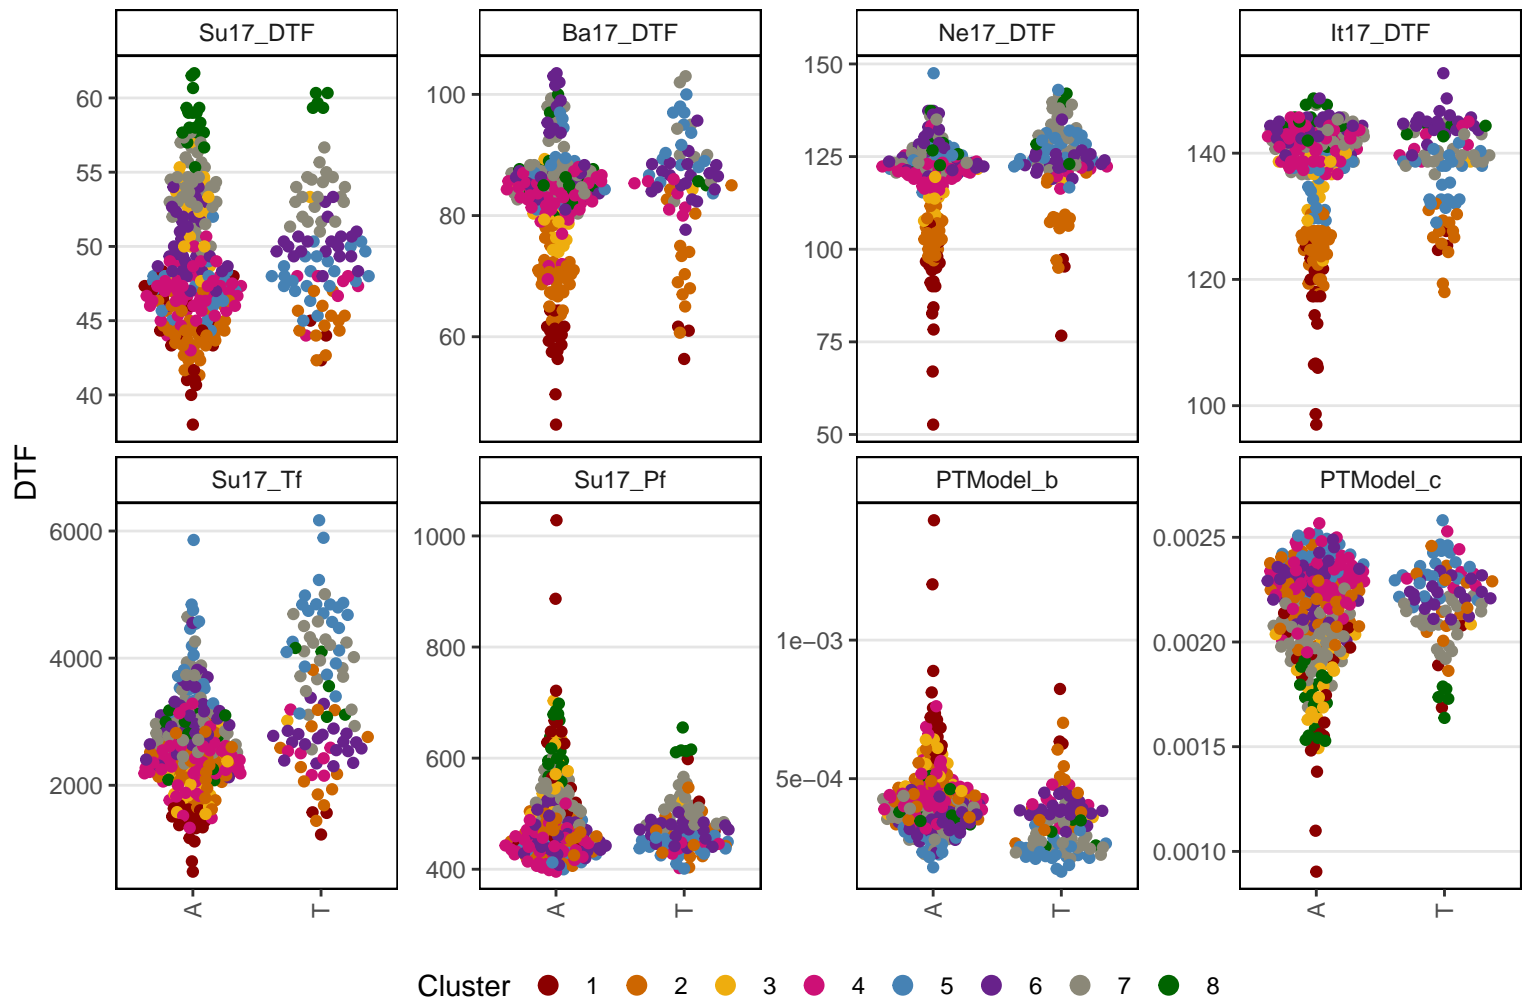 Su17_DTF
Ba17_DTF
Ne17_DTF
It17_DTF
60
55
50
45
40
100
80
60
150
125
100
75
50
140
120
100
DTF
Su17_Tf
Su17_Pf
PTModel_b
PTModel_c
6000
4000
2000
1000
800
600
400
1e−03
5e−04
0.0025
0.0020
0.0015
0.0010
A
T
A
T
A
T
A
T
Cluster 1 2 3 4 5 6 7 8